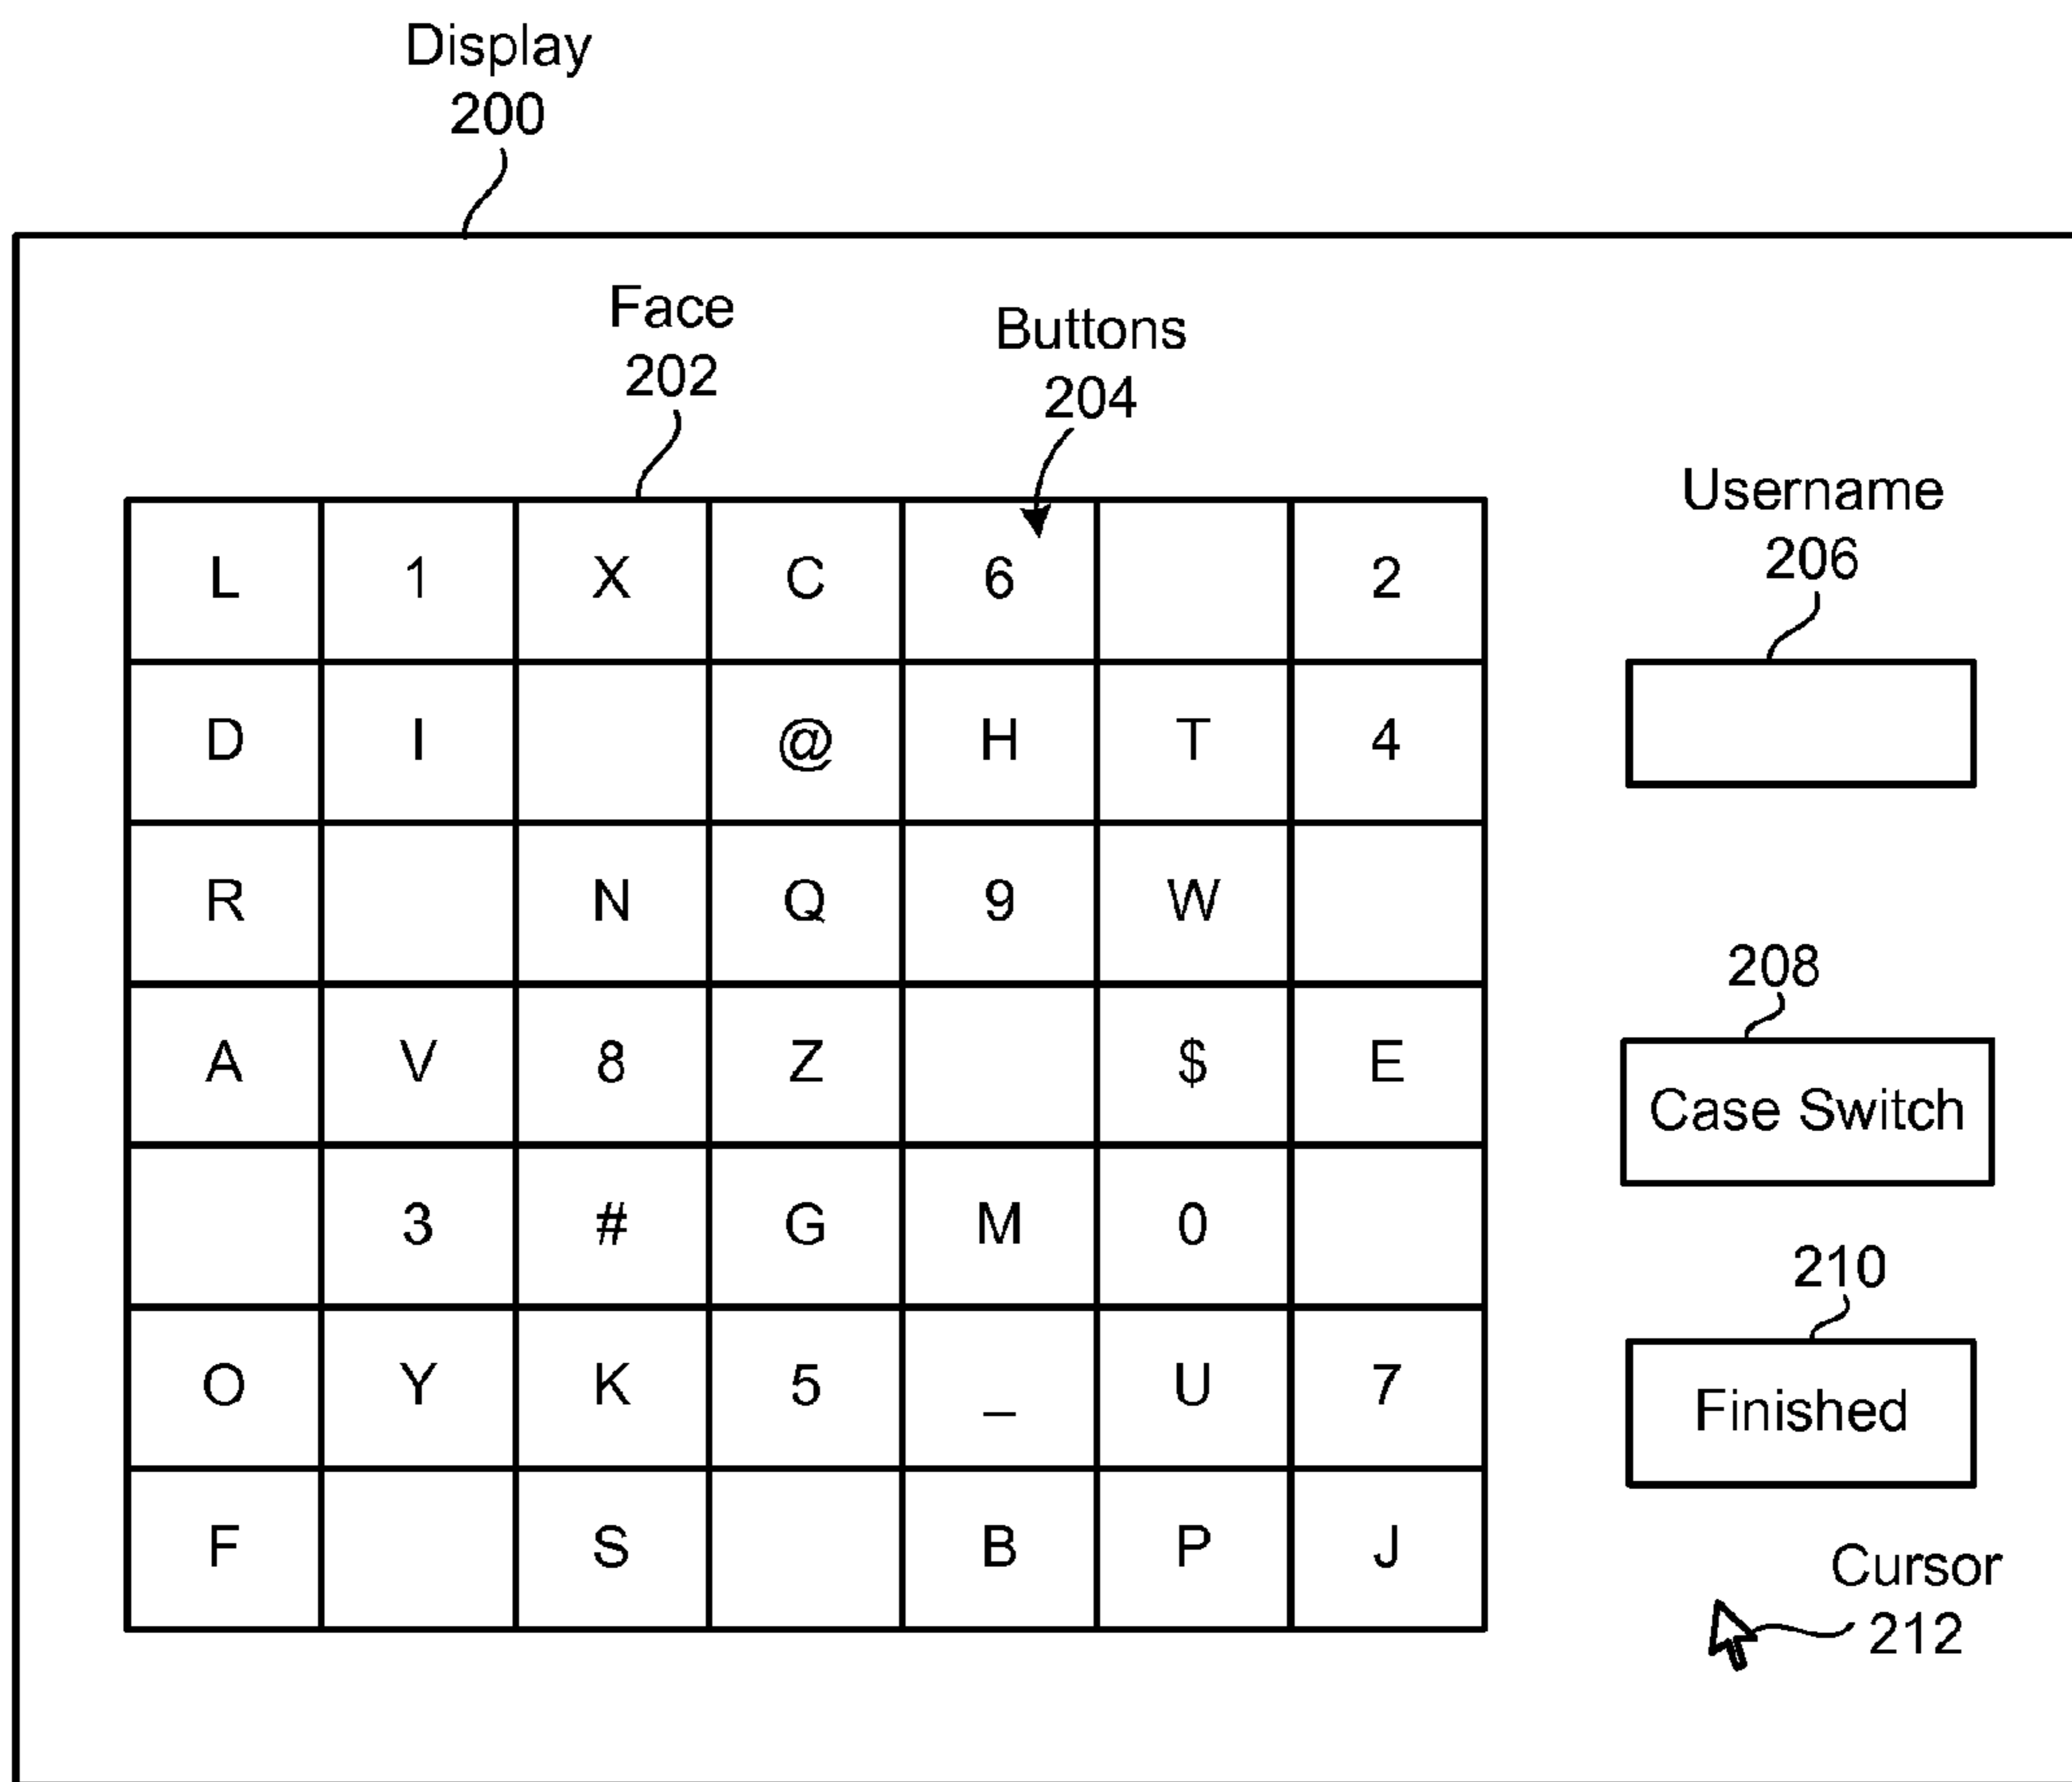 Display
200
Face
202
Buttons
204
L 1 X C 6 2
D I @ H T 4
R N Q 9 W
A V 8 Z $ E
3 # G M 0
O Y K 5 _ U 7
F S B P J
Username
206
208
Case Switch
210
Finished
Cursor
212